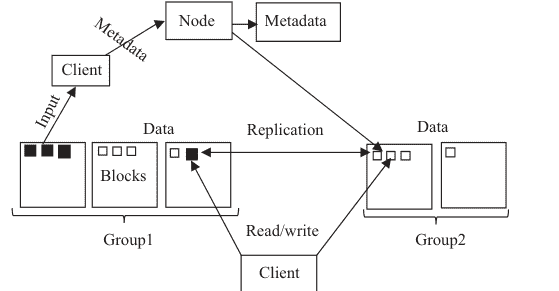 Node
Metadata
Metadata
Client
Input
Data
Replication
Data
Blocks
Group1
Read/write
Group2
Client